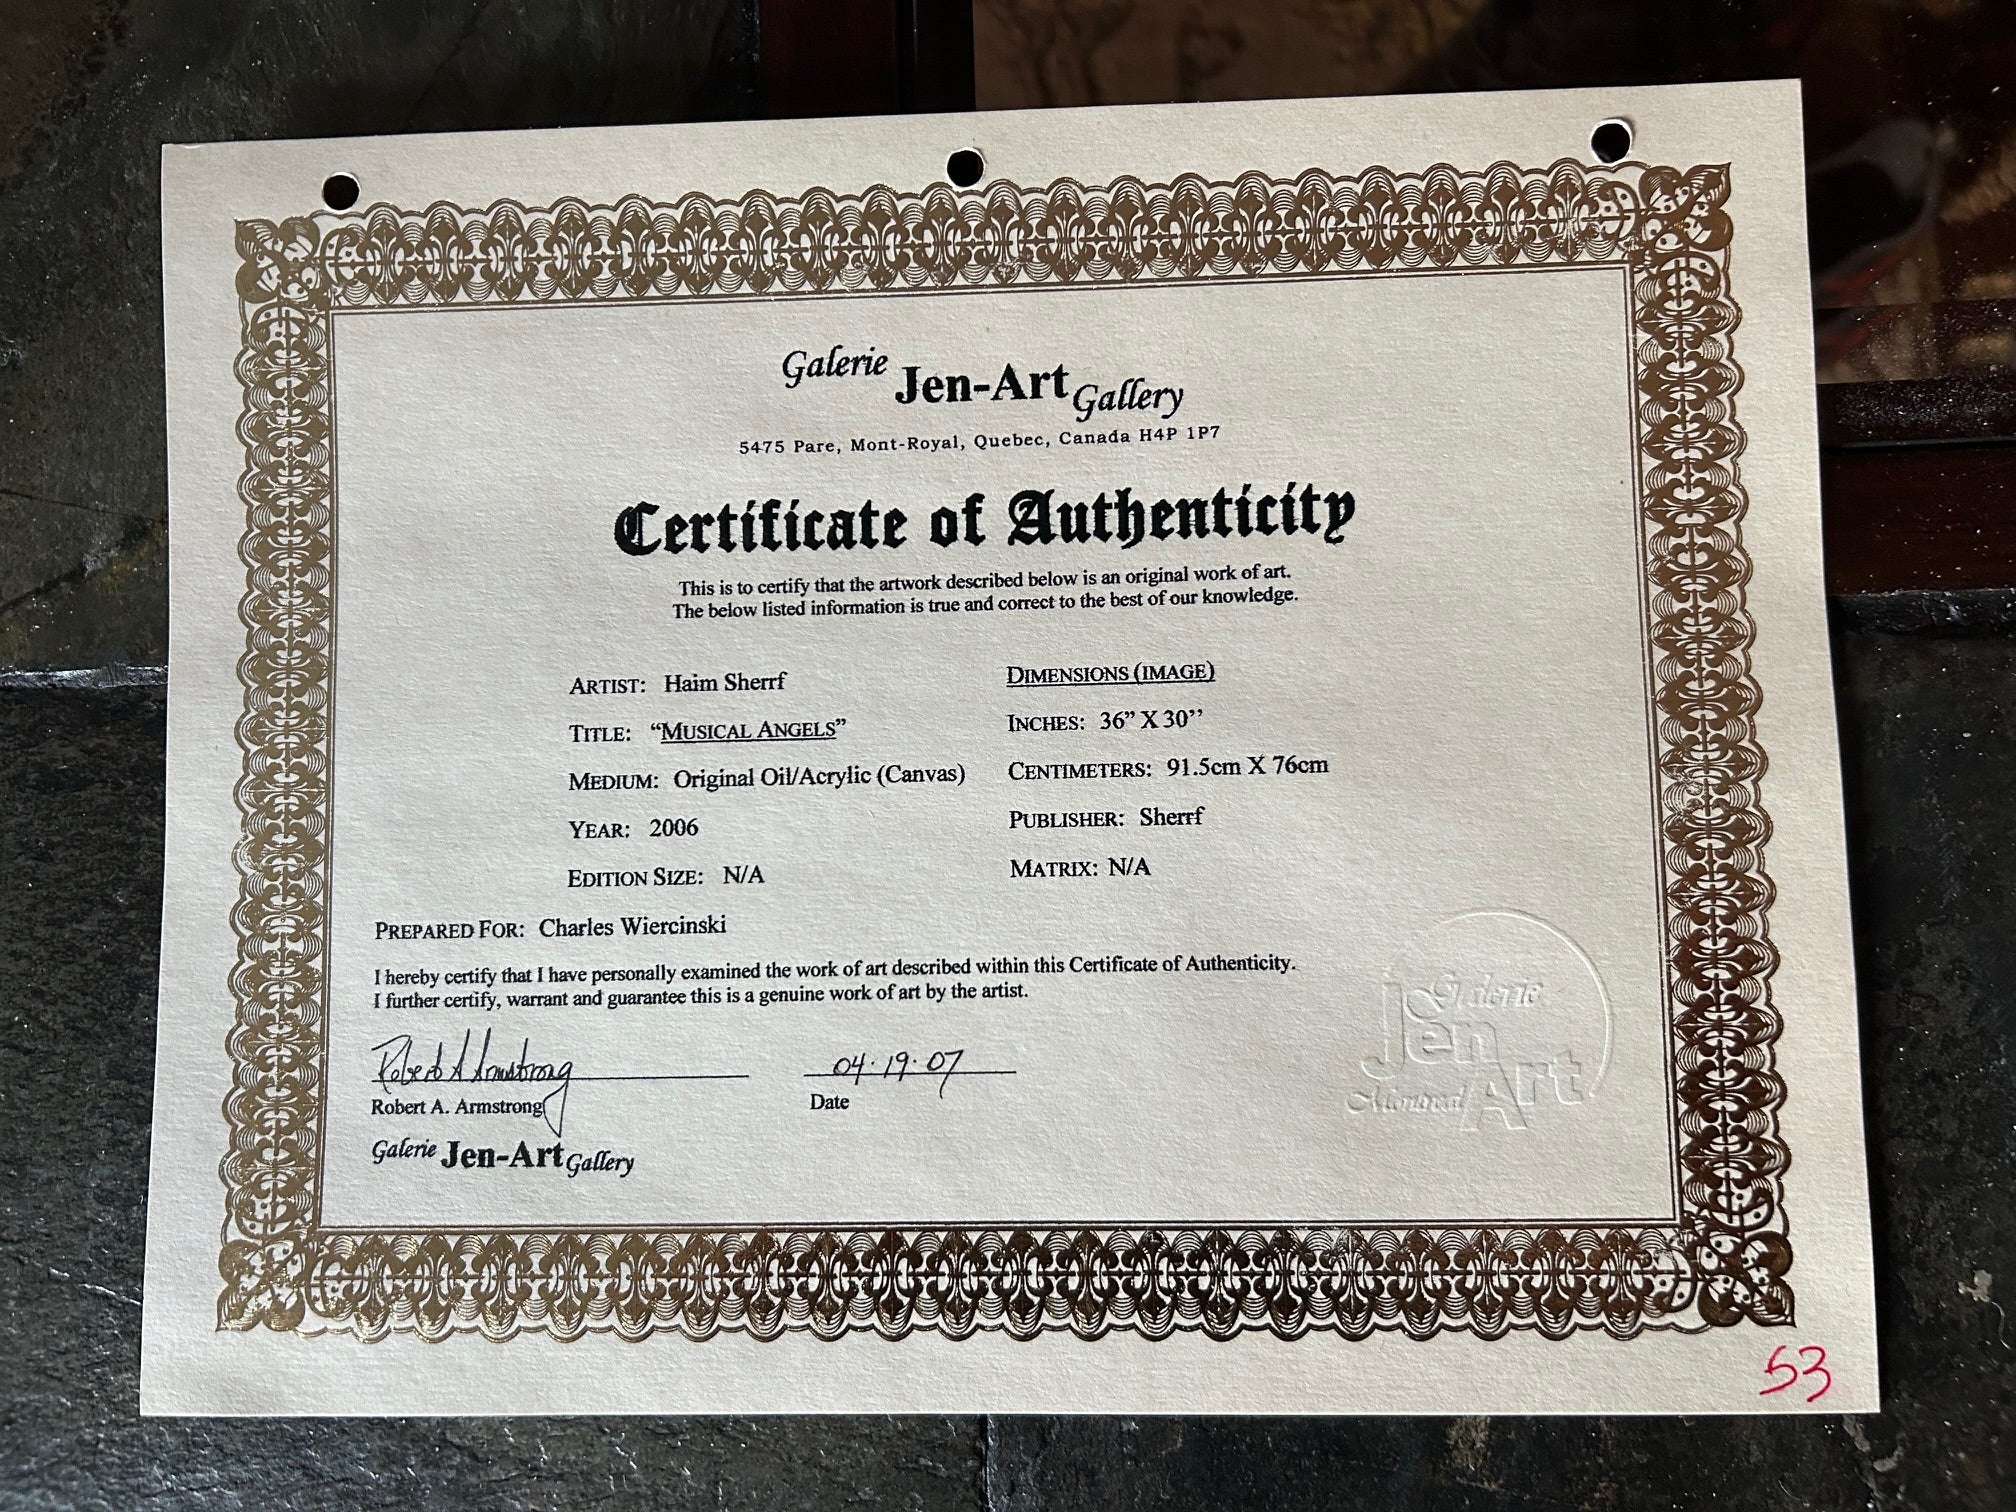 Galerie Jen-Art Gallery
5475 Pare, Mont-Royal, Quebec, Canada H4P 1P7
Certificate of Authenticity
This is to certify that the artwork described below is an original work of art.
The below listed information is true and correct to the best of our knowledge.
ARTIST: Haim Sherrf
TITLE: “MUSICAL ANGELS”
MEDIUM: Original Oil/Acrylic (Canvas)
YEAR: 2006
EDITION SIZE: N/A
DIMENSIONS (IMAGE)
INCHES: 36” X 30’’
CENTIMETERS: 91.5cm X 76cm
PUBLISHER: Sherrf
MATRIX: N/A
PREPARED FOR: Charles Wiercinski
I hereby certify that I have personally examined the work of art described within this Certificate of Authenticity.
I further certify, warrant and guarantee this is a genuine work of art by the artist.
Robert A Armstrong
Robert A. Armstrong
04·19·07
Date
Galerie Jen-Art Gallery
Galerie
Jen
Art
Montreal
53